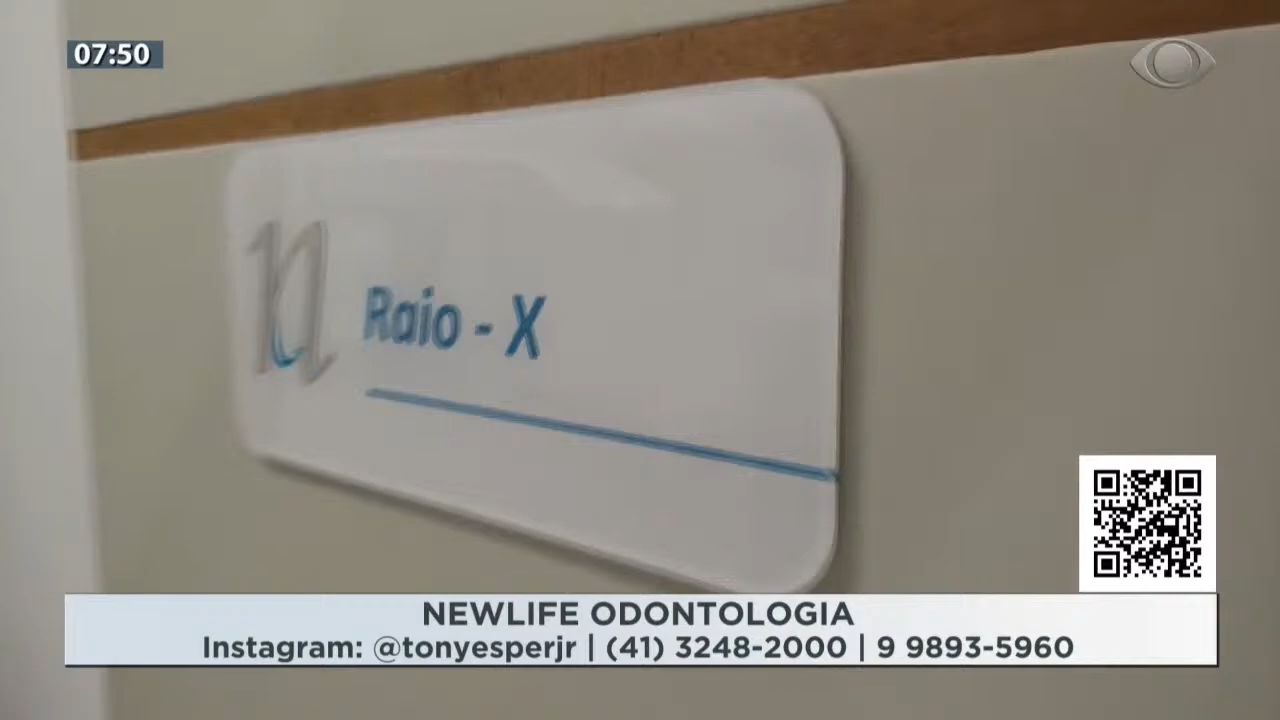 07:50
Raio - X
NEWLIFE ODONTOLOGIA
Instagram: @tonyesperjr | (41) 3248-2000 | 9 9893-5960